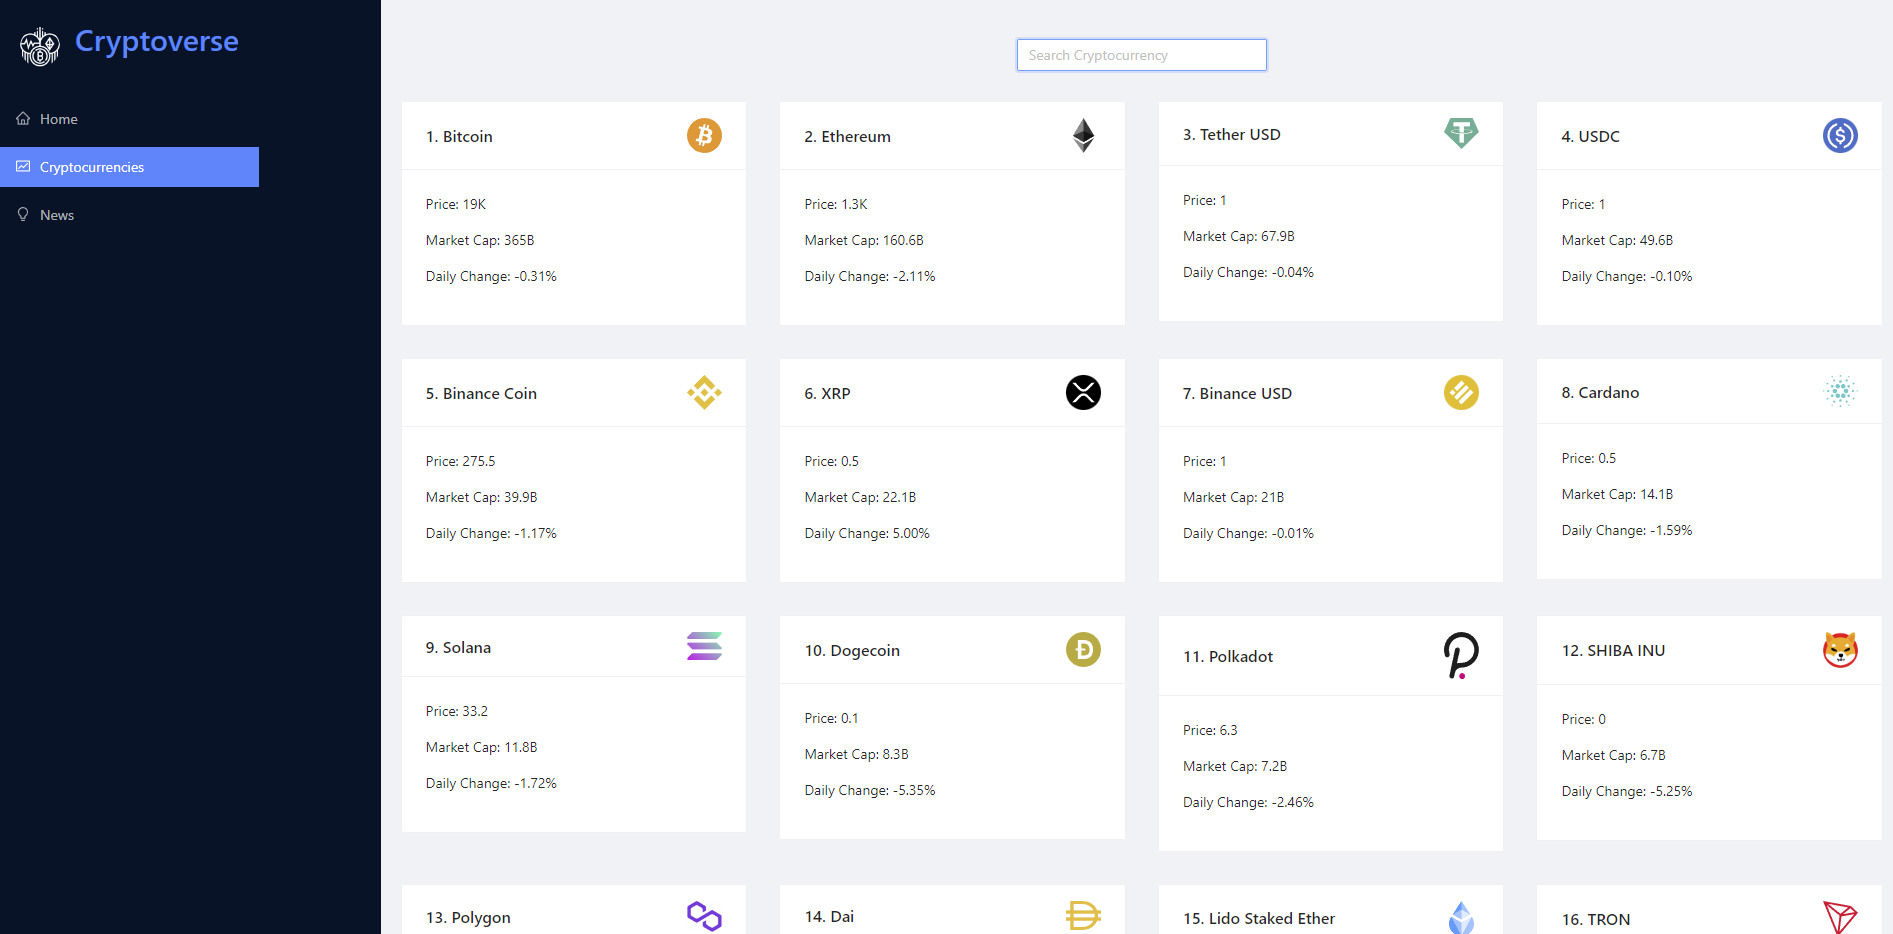 Cryptoverse
Home
Cryptocurrencies
News
Search Cryptocurrency
1. Bitcoin
Price: 19K
Market Cap: 365B
Daily Change: -0.31%
2. Ethereum
Price: 1.3K
Market Cap: 160.6B
Daily Change: -2.11%
3. Tether USD
Price: 1
Market Cap: 67.9B
Daily Change: -0.04%
4. USDC
Price: 1
Market Cap: 49.6B
Daily Change: -0.10%
5. Binance Coin
Price: 275.5
Market Cap: 39.9B
Daily Change: -1.17%
6. XRP
Price: 0.5
Market Cap: 22.1B
Daily Change: 5.00%
7. Binance USD
Price: 1
Market Cap: 21B
Daily Change: -0.01%
8. Cardano
Price: 0.5
Market Cap: 14.1B
Daily Change: -1.59%
9. Solana
Price: 33.2
Market Cap: 11.8B
Daily Change: -1.72%
10. Dogecoin
Price: 0.1
Market Cap: 8.3B
Daily Change: -5.35%
11. Polkadot
Price: 6.3
Market Cap: 7.2B
Daily Change: -2.46%
12. SHIBA INU
Price: 0
Market Cap: 6.7B
Daily Change: -5.25%
13. Polygon
14. Dai
15. Lido Staked Ether
16. TRON